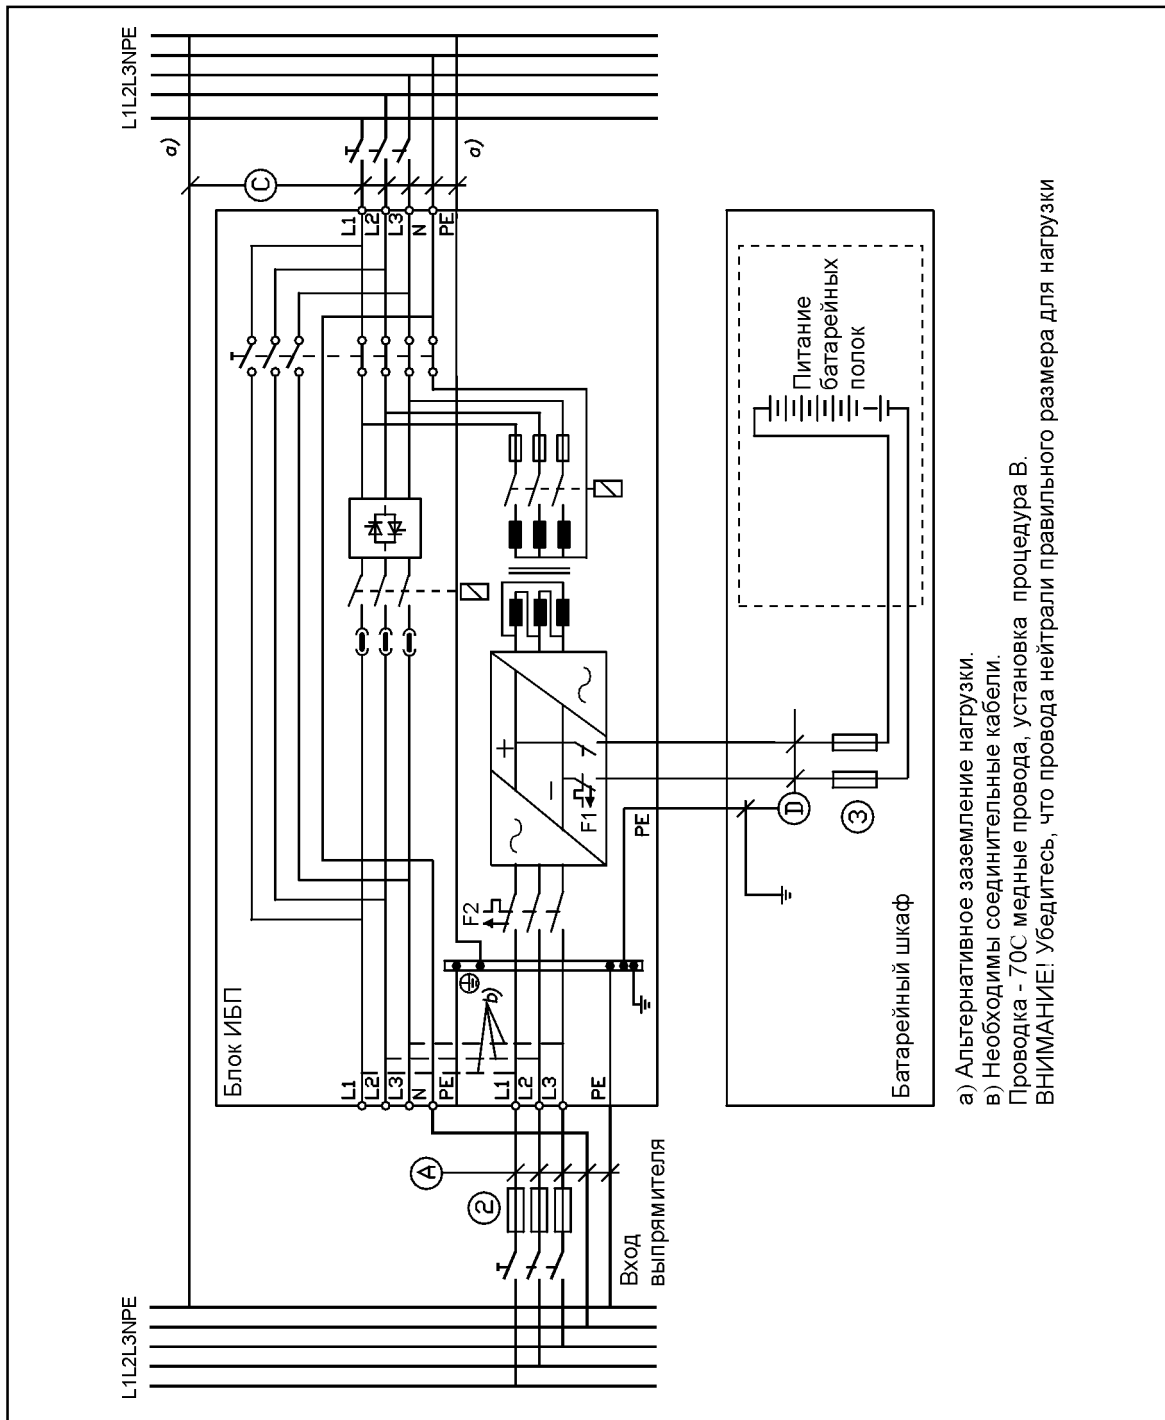 L1L2L3NPE
L1L2L3NPE
a)
a)
C
Блок ИБП
L1
L2
L3
N
PE
L1
L2
L3
N
PE
b)
L1
L2
L3
PE
A
2
Вход
выпрямителя
F2
+
−
F1
PE
D
3
Питание
батарейных
полок
Батарейный шкаф
а) Альтернативное заземление нагрузки.
в) Необходимы соединительные кабели.
Проводка - 70С медные провода, установка процедура В.
ВНИМАНИЕ! Убедитесь, что провода нейтрали правильного размера для нагрузки